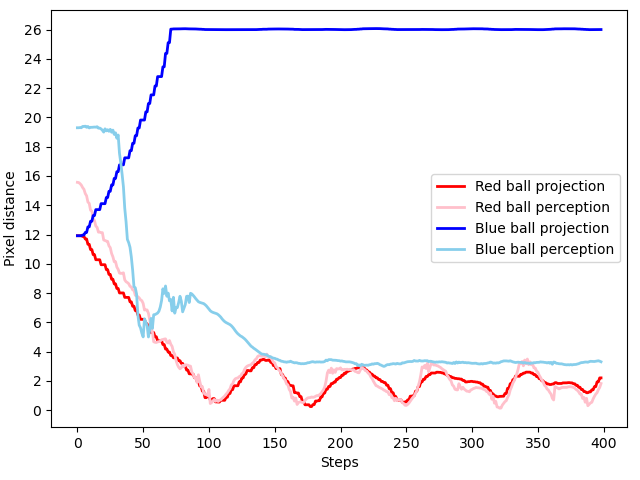 26
24
22
20
18
16
14
12
10
8
6
4
2
0
Pixel distance
Red ball projection
Red ball perception
Blue ball projection
Blue ball perception
0 50 100 150 200 250 300 350 400
Steps